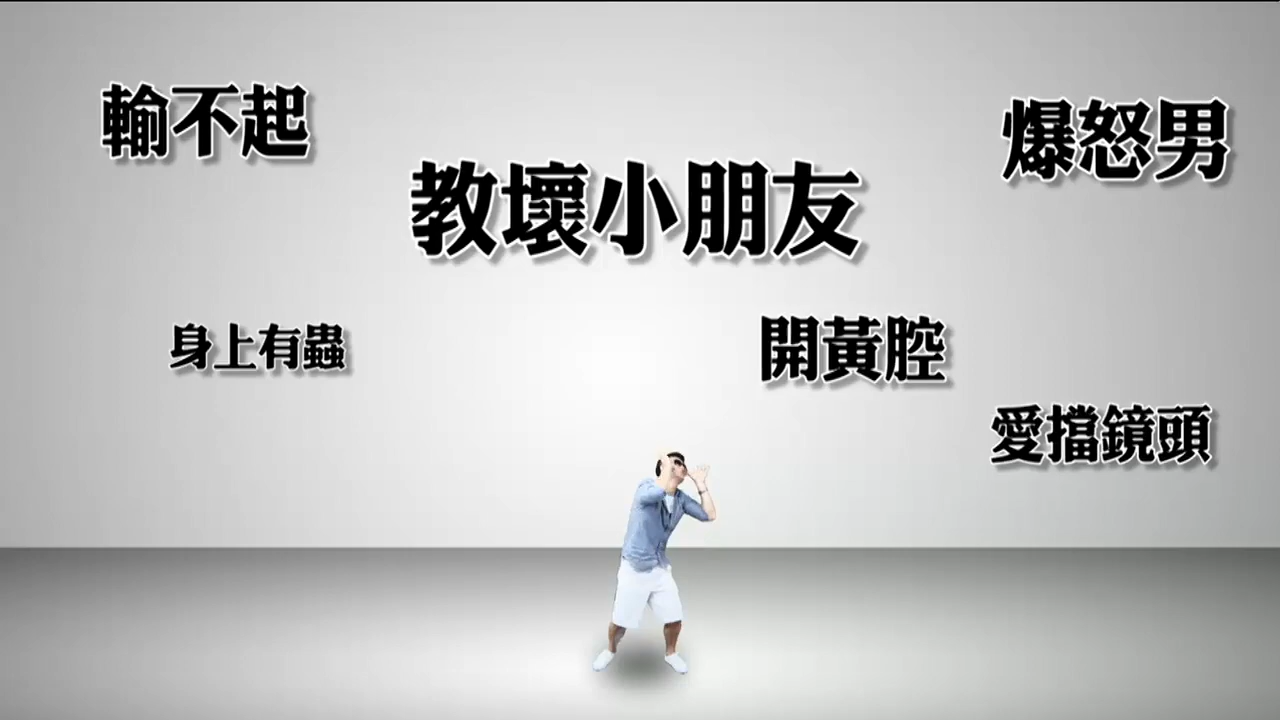 輸不起
爆怒男
教壞小朋友
身上有蟲
開黃腔
愛擋鏡頭